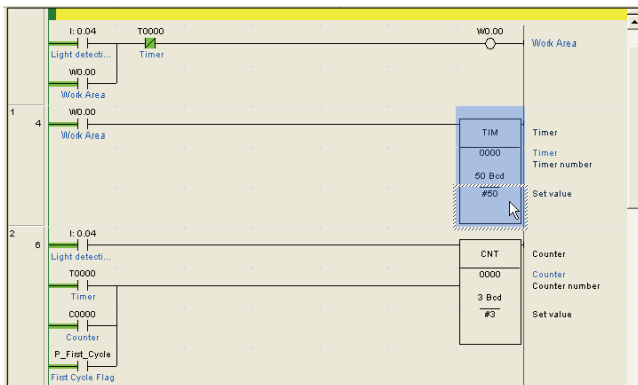 I: 0.04 T0000 W0.00
Work Area
Light detecti... Timer
W0.00
Work Area
1
W0.00
4
Work Area
TIM Timer
0000 Timer
Timer number
50 Bcd
#50 Set value
2
I: 0.04
6
Light detecti...
CNT Counter
T0000 0000 Counter
Counter number
Timer 3 Bcd
C0000 #3 Set value
Counter
P_First_Cycle
First Cycle Flag